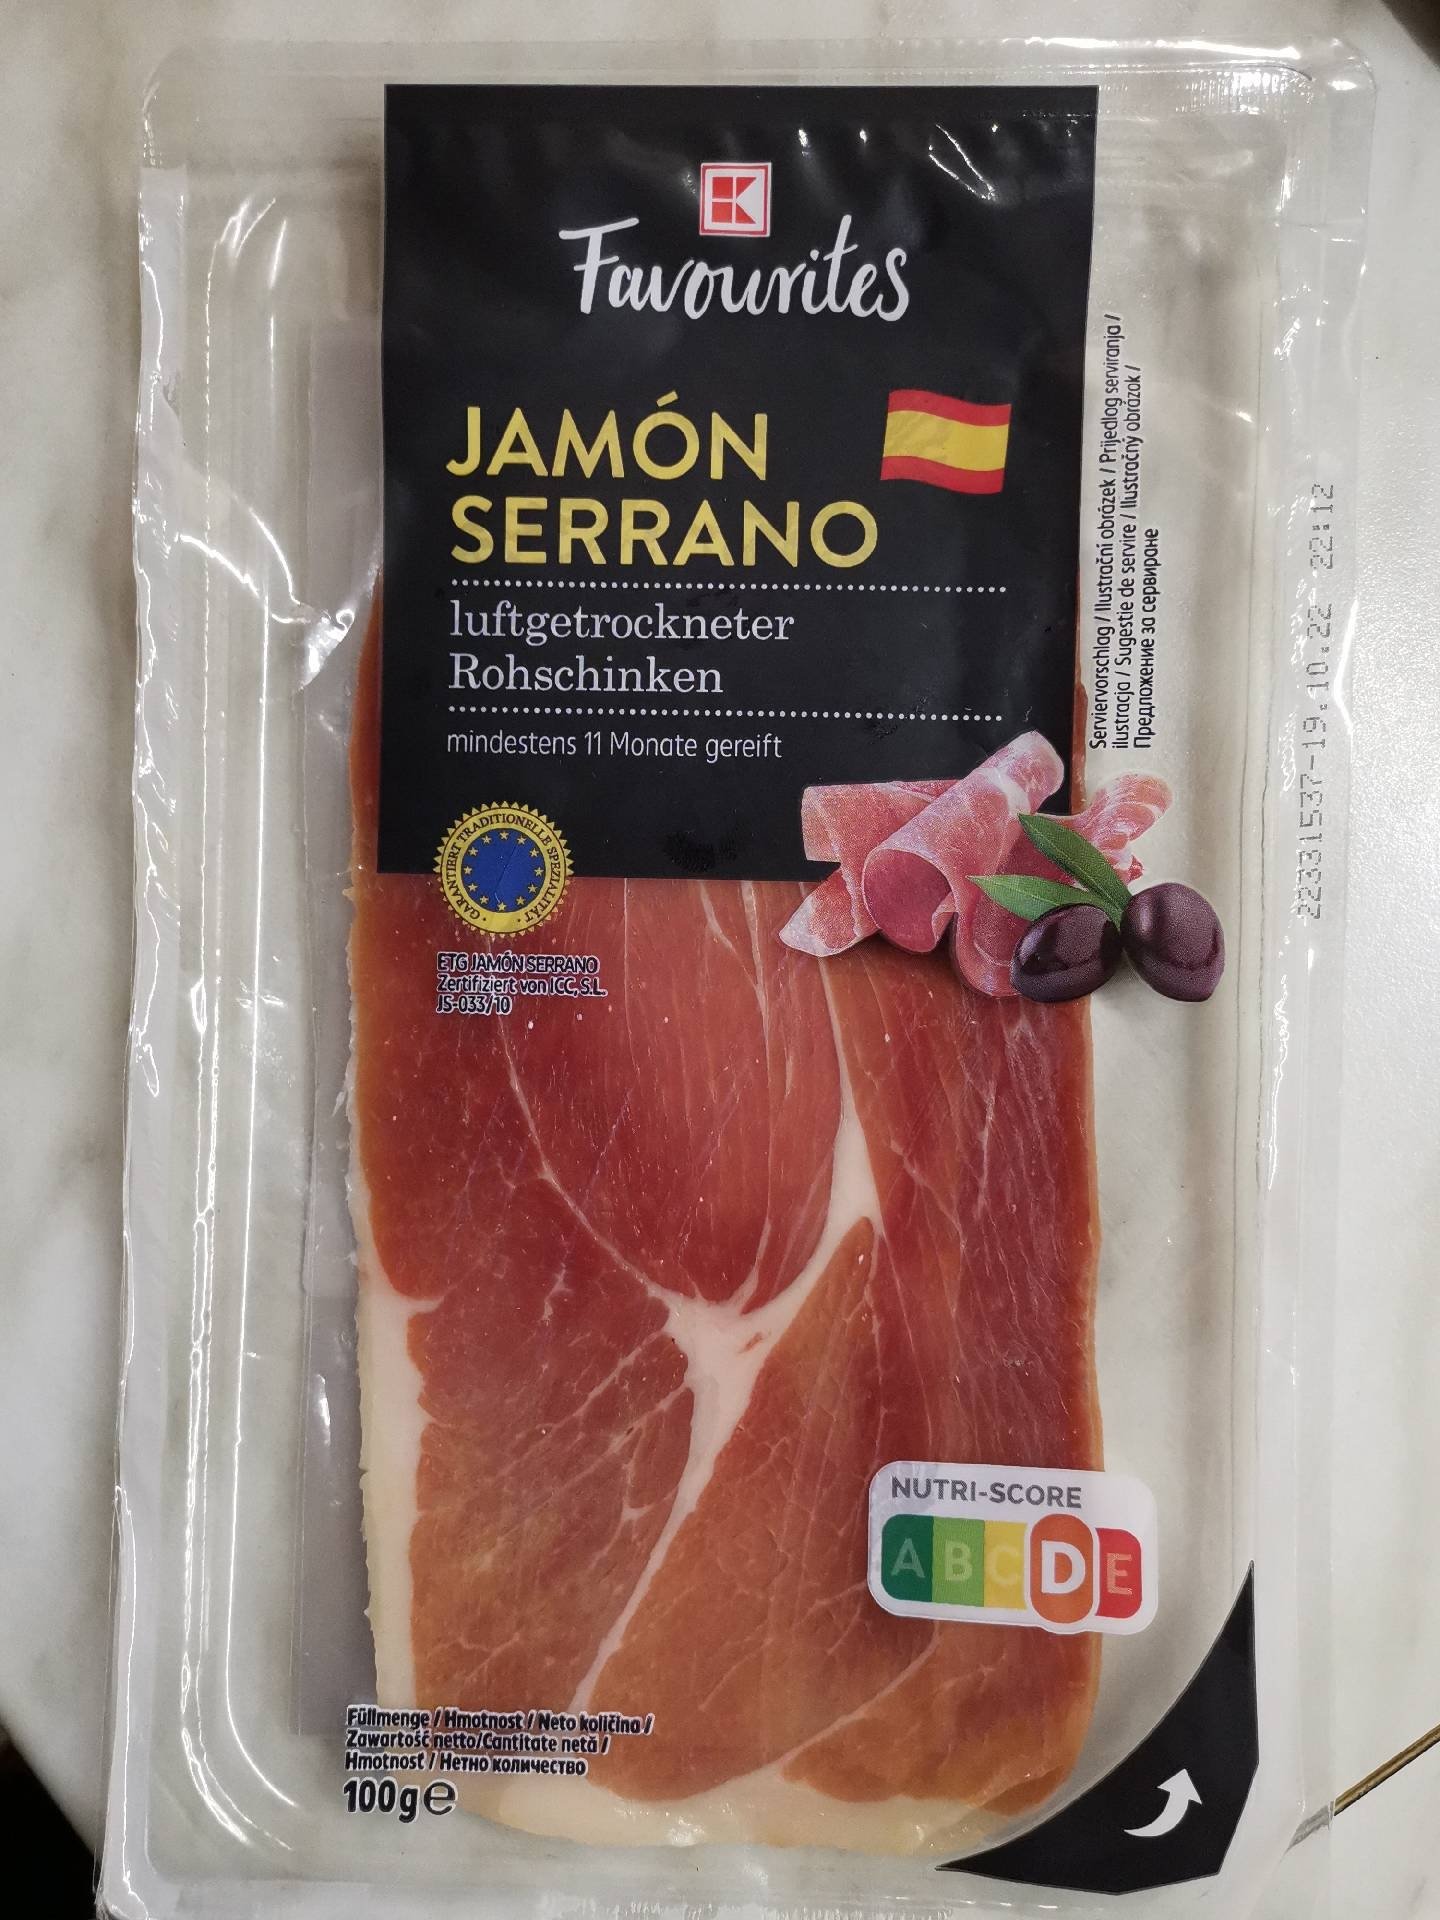 K
Favourites
JAMÓN
SERRANO
luftgetrockneter
Rohschinken
mindestens 11 Monate gereift
GARANTIERT TRADITIONELLE SPEZIALITÄT
ETG JAMÓN SERRANO
Zertifiziert von ICC, S.L.
JS-033/10
Serviervorschlag / Ilustrační obrázek / Prijedlog serviranja /
ilustracja / Sugestie de servire / Ilustračný obrázok /
Предложение за сервиране
22331537-19.10.22 22:12
NUTRI-SCORE
A B C D E
Füllmenge / Hmotnost / Neto količina /
Zawartość netto/Cantitate netă /
Hmotnost / Нетно количество
100g e